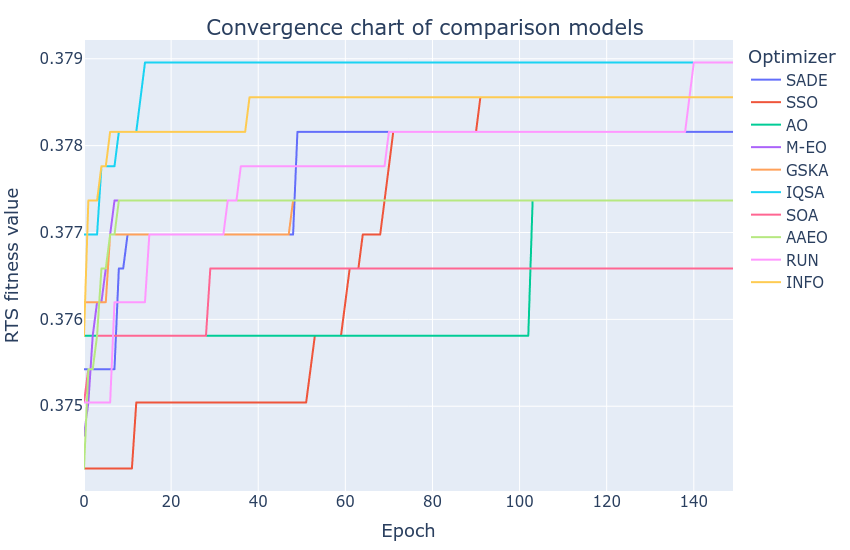 Convergence chart of comparison models
RTS fitness value
0.379
0.378
0.377
0.376
0.375
0
20
40
60
80
100
120
140
Epoch
Optimizer
SADE
SSO
AO
M-EO
GSKA
IQSA
SOA
AAEO
RUN
INFO